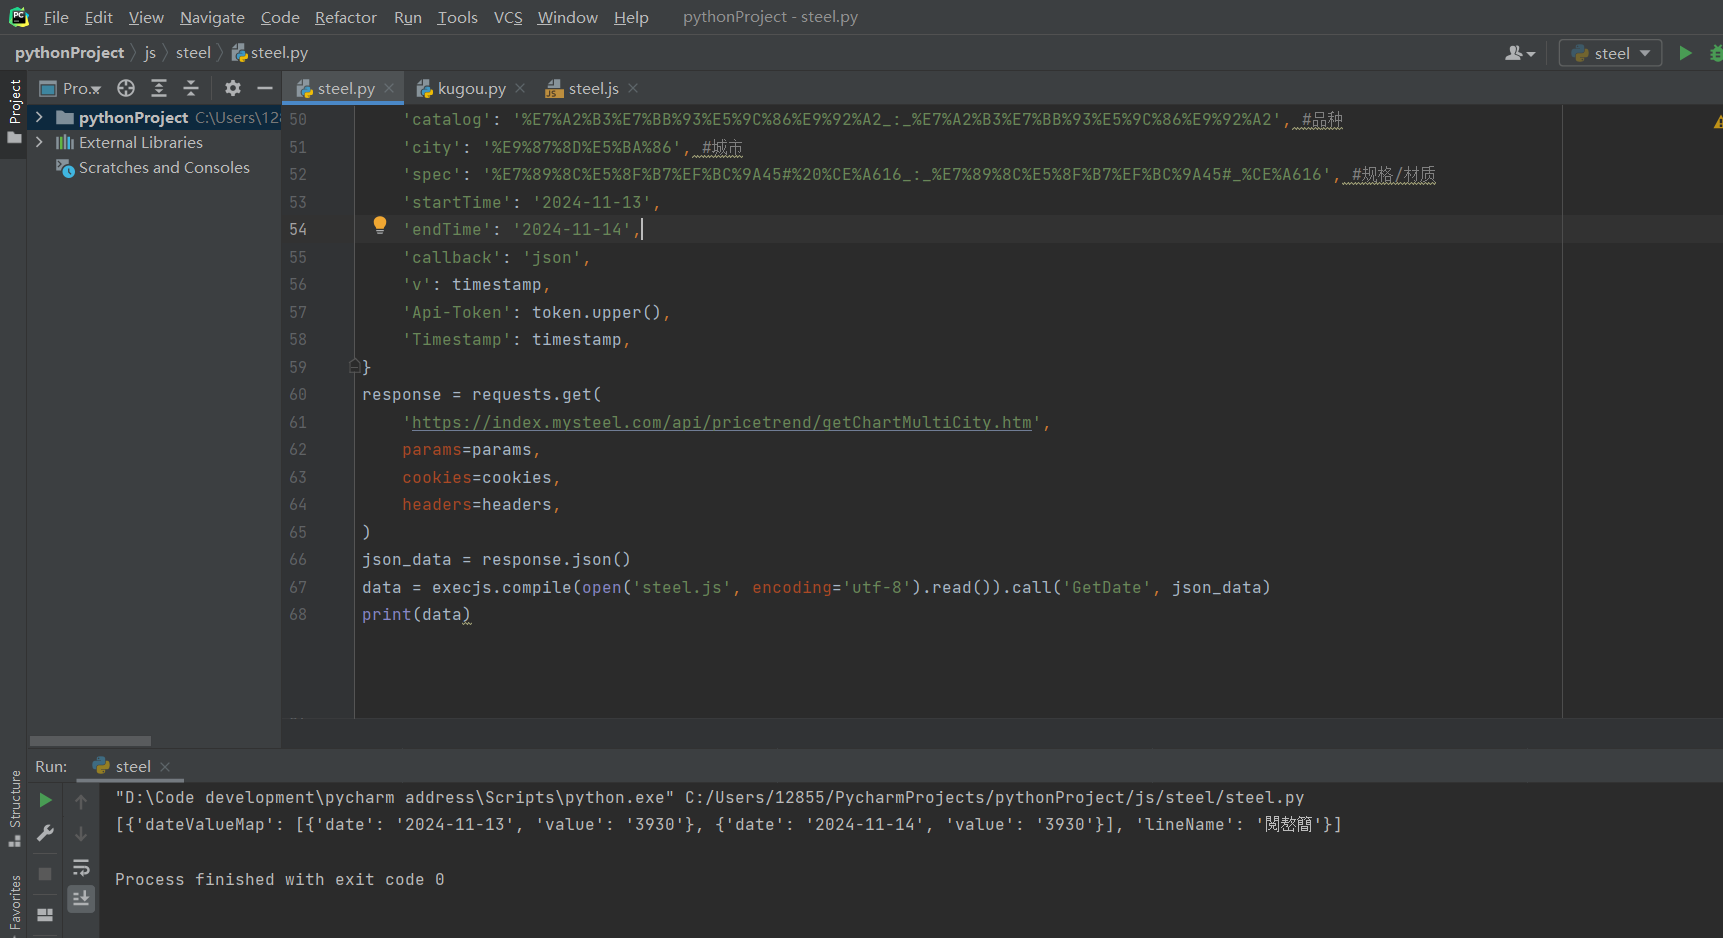 File Edit View Navigate Code Refactor Run Tools VCS Window Help pythonProject - steel.py
pythonProject js steel steel.py
steel
Project
Pro...
steel.py
kugou.py
steel.js
pythonProject C:\Users\128
External Libraries
Scratches and Consoles
50 'catalog': '%E7%A2%B3%E7%BB%93%E5%9C%86%E9%92%A2_:_%E7%A2%B3%E7%BB%93%E5%9C%86%E9%92%A2', #品种
51 'city': '%E9%87%8D%E5%BA%86', #城市
52 'spec': '%E7%89%8C%E5%8F%B7%EF%BC%9A45#%20%CE%A616_:_%E7%89%8C%E5%8F%B7%EF%BC%9A45#_%CE%A616', #规格/材质
53 'startTime': '2024-11-13',
54 'endTime': '2024-11-14',
55 'callback': 'json',
56 'v': timestamp,
57 'Api-Token': token.upper(),
58 'Timestamp': timestamp,
59 }
60 response = requests.get(
61 'https://index.mysteel.com/api/pricetrend/getChartMultiCity.htm',
62 params=params,
63 cookies=cookies,
64 headers=headers,
65 )
66 json_data = response.json()
67 data = execjs.compile(open('steel.js', encoding='utf-8').read()).call('GetDate', json_data)
68 print(data)
Run: steel
"D:\Code development\pycharm address\Scripts\python.exe" C:/Users/12855/PycharmProjects/pythonProject/js/steel/steel.py
[{'dateValueMap': [{'date': '2024-11-13', 'value': '3930'}, {'date': '2024-11-14', 'value': '3930'}], 'lineName': '閲嶅簡'}]
Process finished with exit code 0
Structure
Favorites